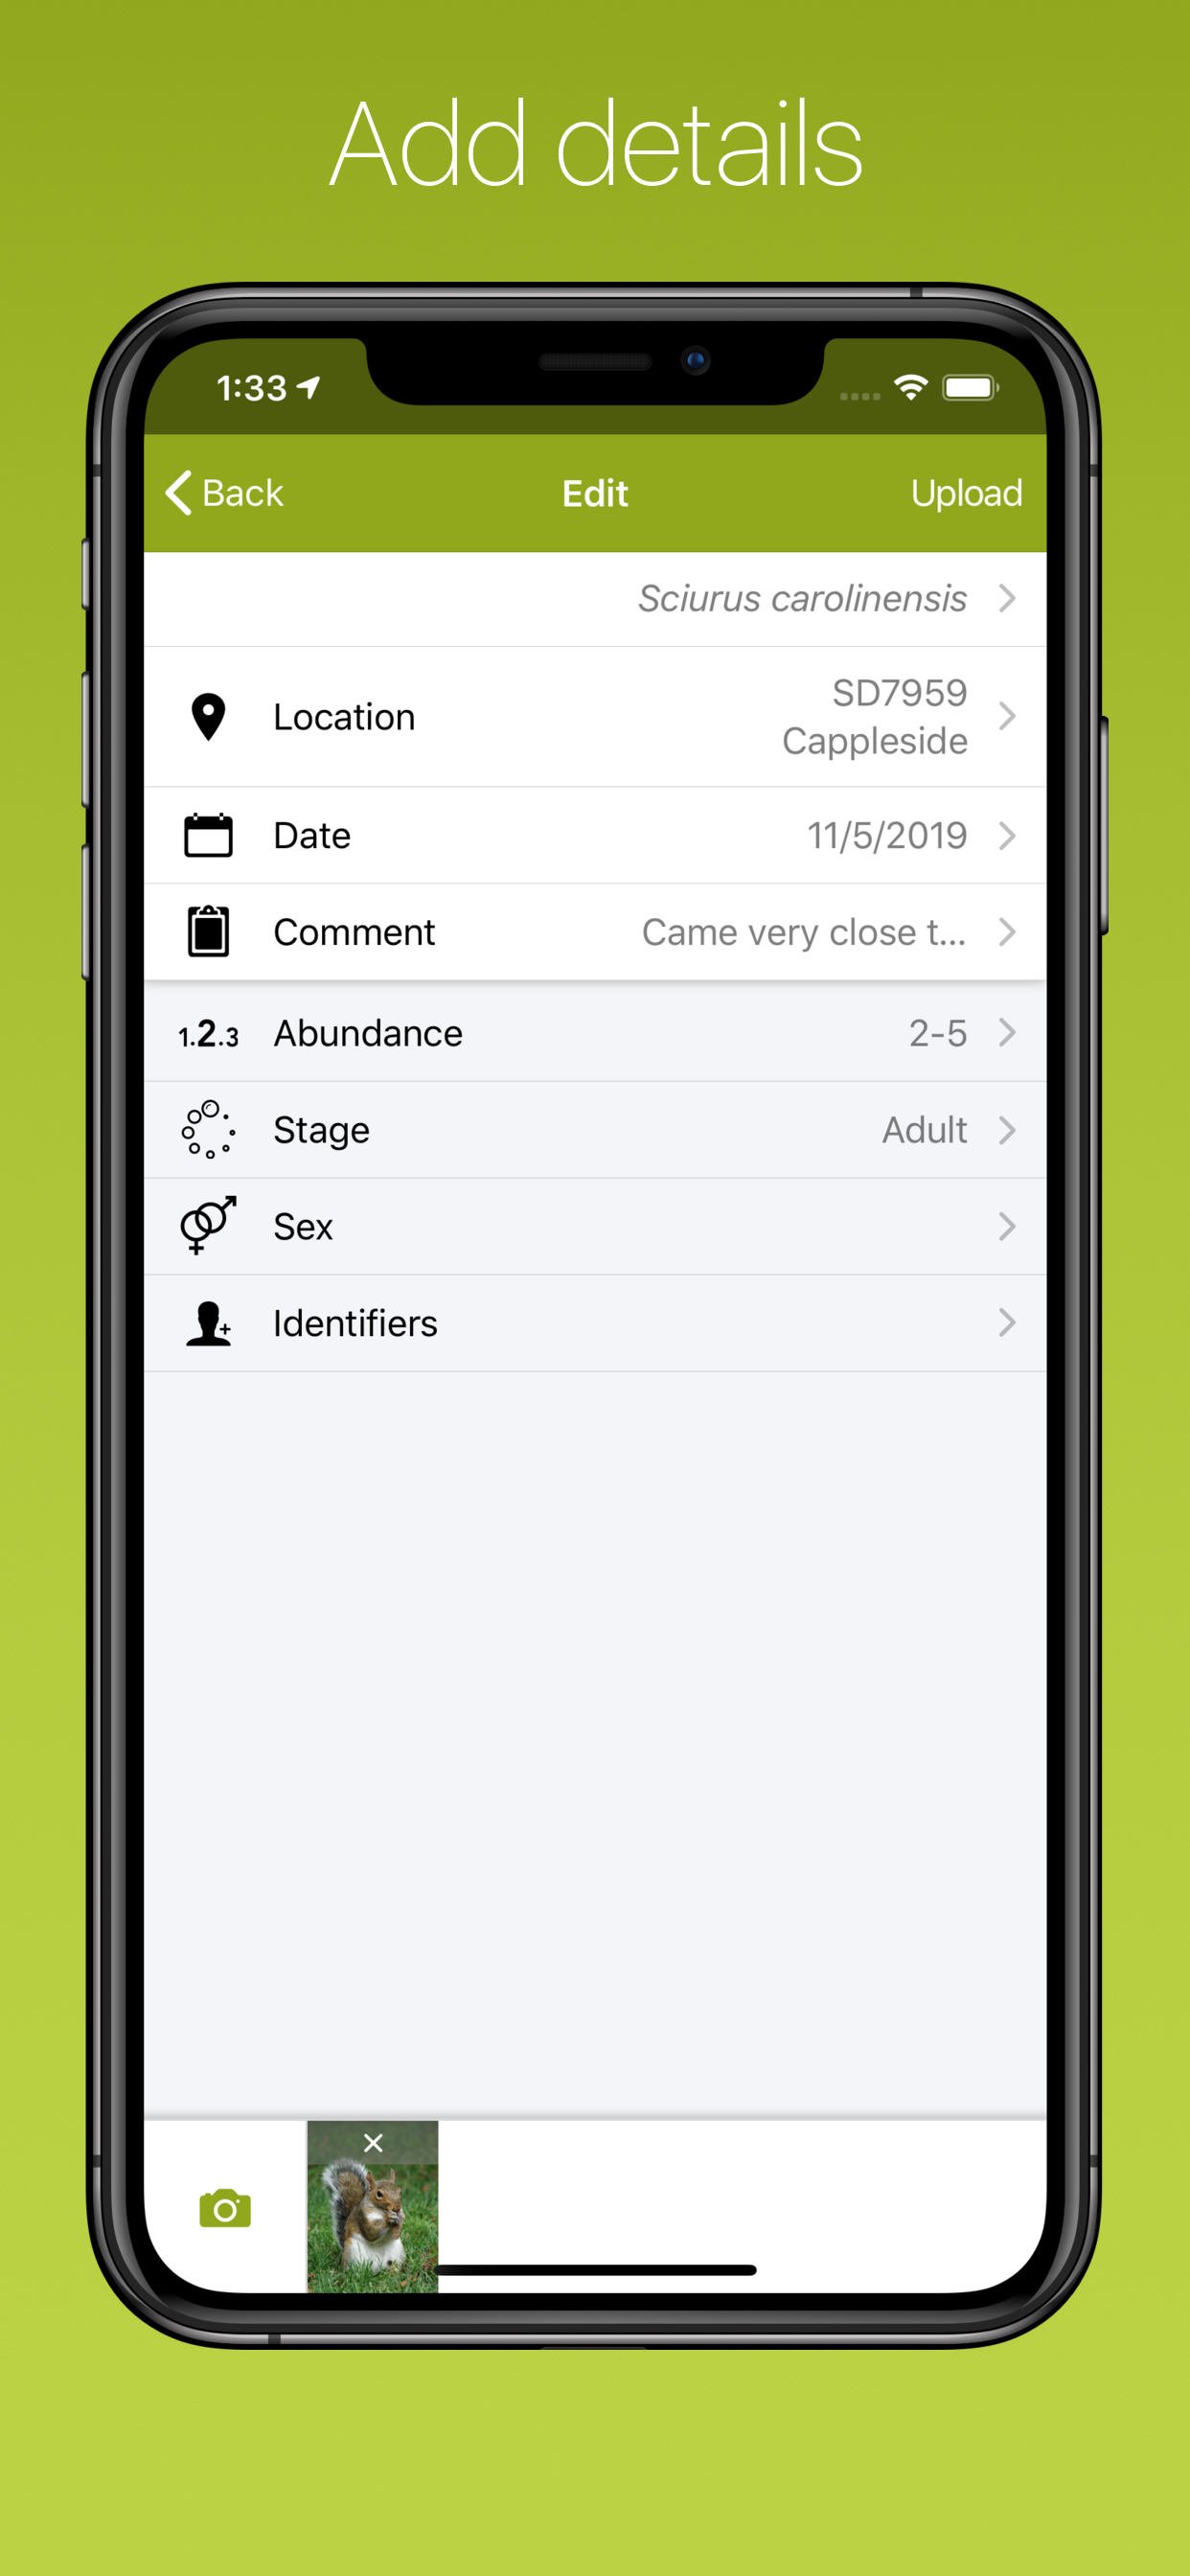 Add details
1:33
Back Edit Upload
Sciurus carolinensis
Location SD7959
Cappleside
Date 11/5/2019
Comment Came very close t...
1.2.3 Abundance 2-5
Stage Adult
Sex
Identifiers